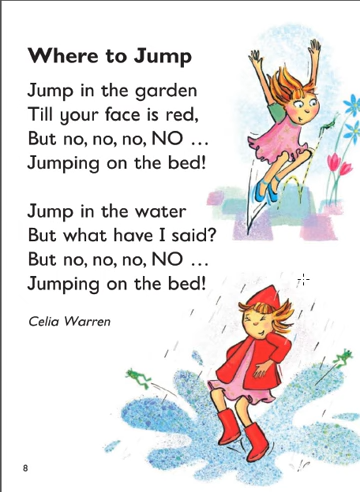 Where to Jump
Jump in the garden
Till your face is red,
But no, no, no, NO ...
Jumping on the bed!
Jump in the water
But what have I said?
But no, no, no, NO ...
Jumping on the bed!
Celia Warren
8